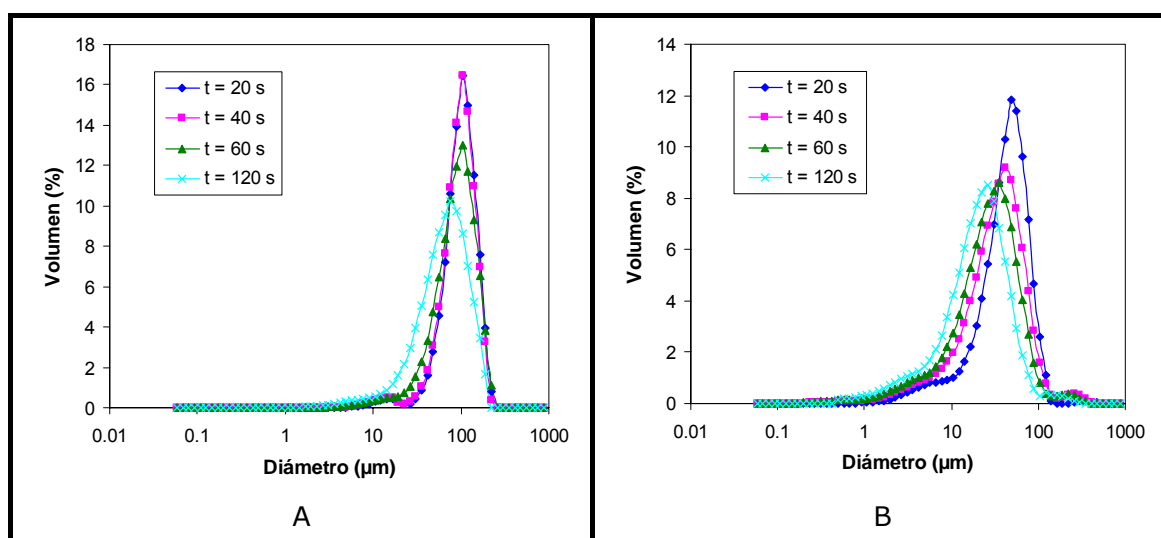 18
16
14
12
10
8
6
4
2
0
Volumen (%)
t = 20 s
t = 40 s
t = 60 s
t = 120 s
0.01 0.1 1 10 100 1000
Diámetro (µm)
A
14
12
10
8
6
4
2
0
Volumen (%)
t = 20 s
t = 40 s
t = 60 s
t = 120 s
0.01 0.1 1 10 100 1000
Diámetro (µm)
B